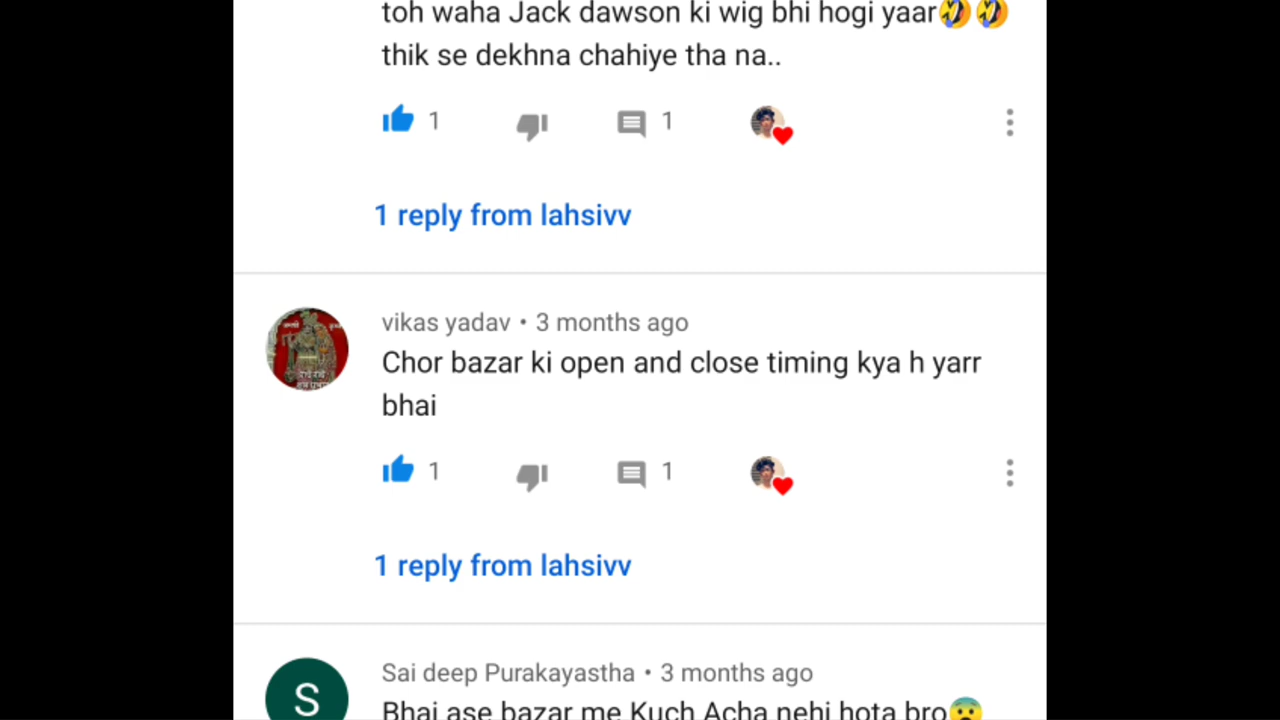 toh waha Jack dawson ki wig bhi hogi yaar🤣🤣
thik se dekhna chahiye tha na..
1
1
1 reply from lahsivv
vikas yadav • 3 months ago
Chor bazar ki open and close timing kya h yarr
bhai
1
1
1 reply from lahsivv
S
Sai deep Purakayastha • 3 months ago
Bhai ase bazar me Kuch Acha nehi hota bro😨